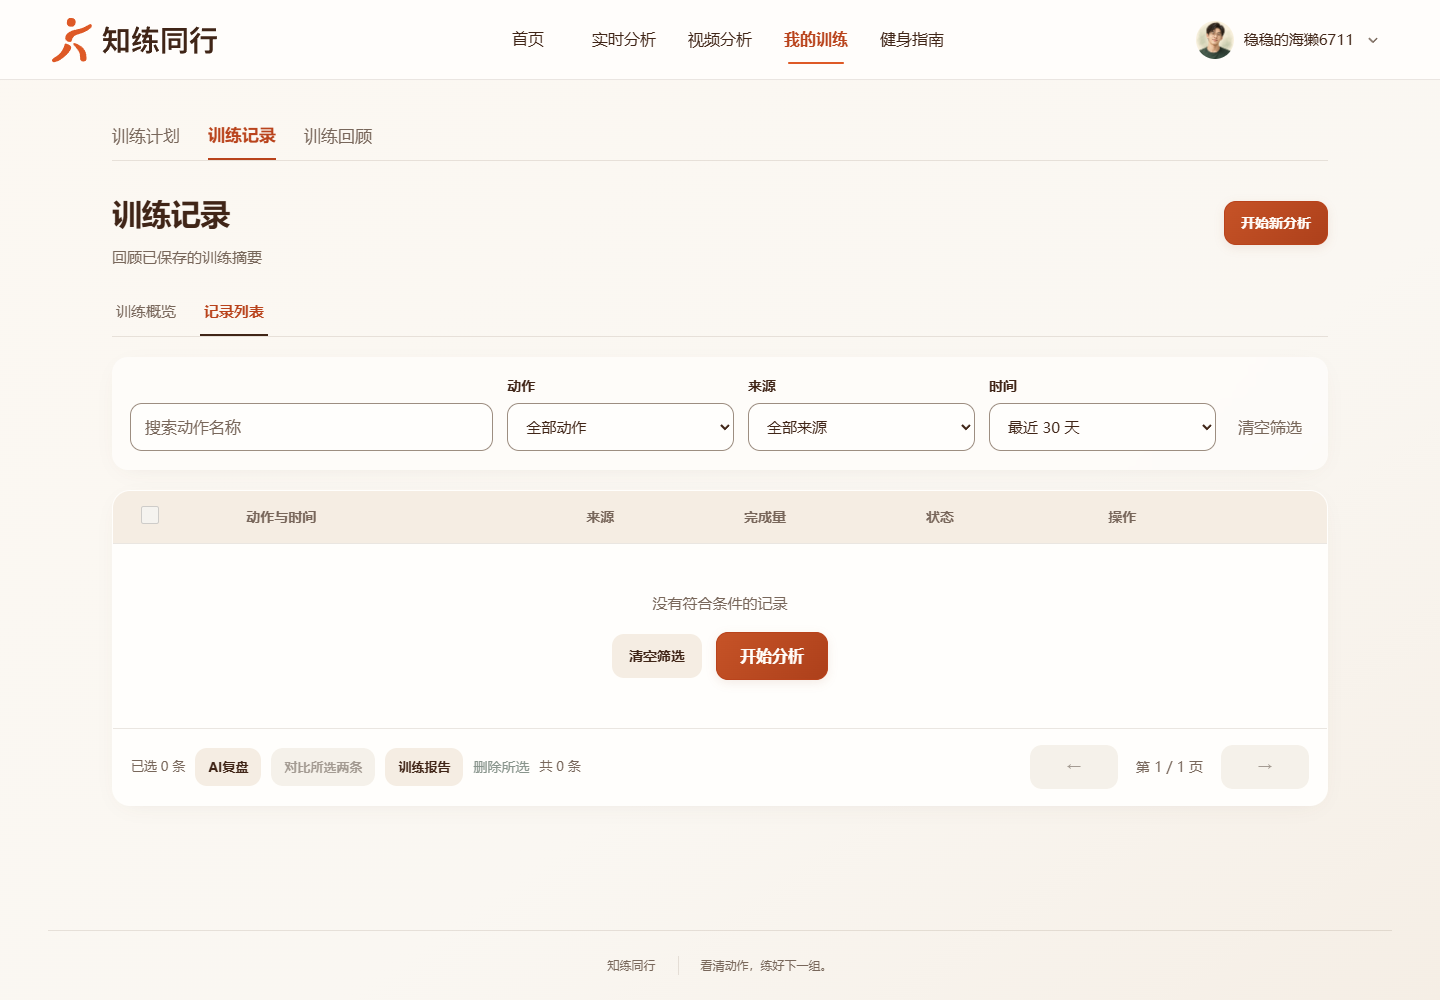 知练同行
首页 实时分析 视频分析 我的训练 健身指南
稳稳的海獭6711
训练计划 训练记录 训练回顾
训练记录
开始新分析
回顾已保存的训练摘要
训练概览 记录列表
动作 来源 时间
搜索动作名称 全部动作 全部来源 最近 30 天 清空筛选
动作与时间 来源 完成量 状态 操作
没有符合条件的记录
清空筛选 开始分析
已选 0 条 AI复盘 对比所选两条 训练报告 删除所选 共 0 条 ← 第 1 / 1 页 →
知练同行 看清动作，练好下一组。